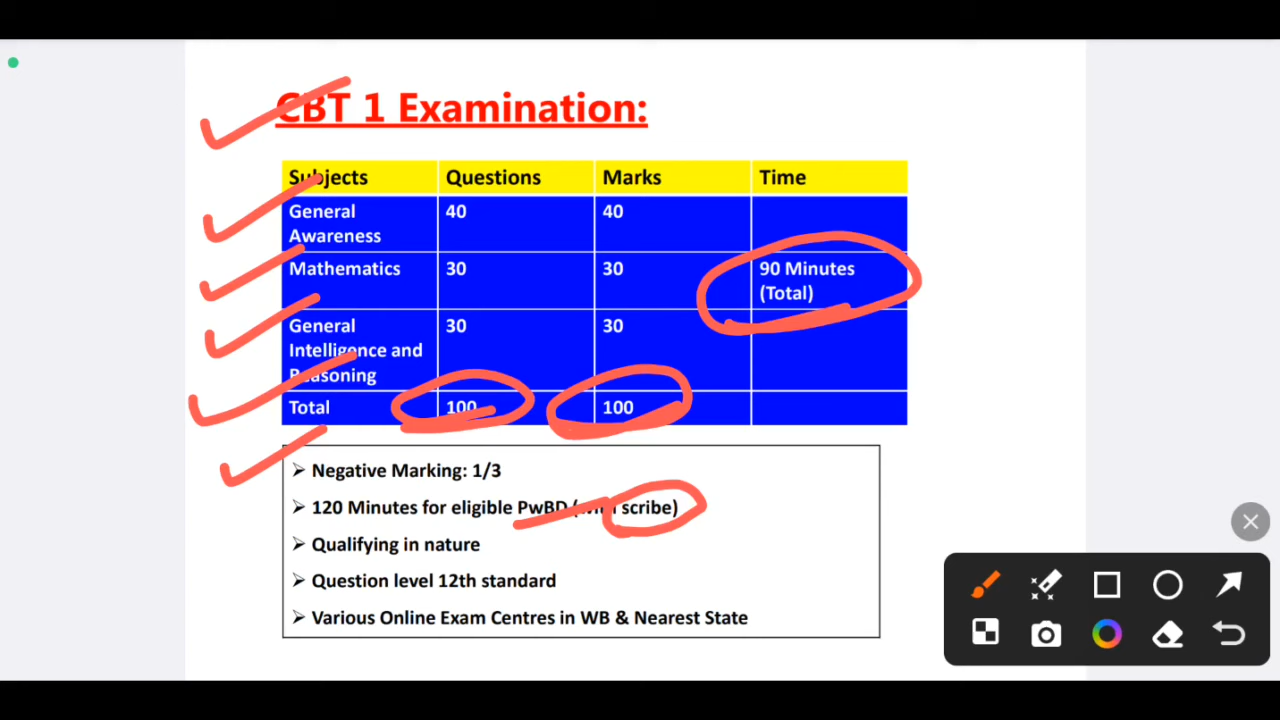 CBT 1 Examination:
Subjects Questions Marks Time
General Awareness 40 40
Mathematics 30 30 90 Minutes (Total)
General Intelligence and Reasoning 30 30
Total 100 100
➢ Negative Marking: 1/3
➢ 120 Minutes for eligible PwBD (with scribe)
➢ Qualifying in nature
➢ Question level 12th standard
➢ Various Online Exam Centres in WB & Nearest State